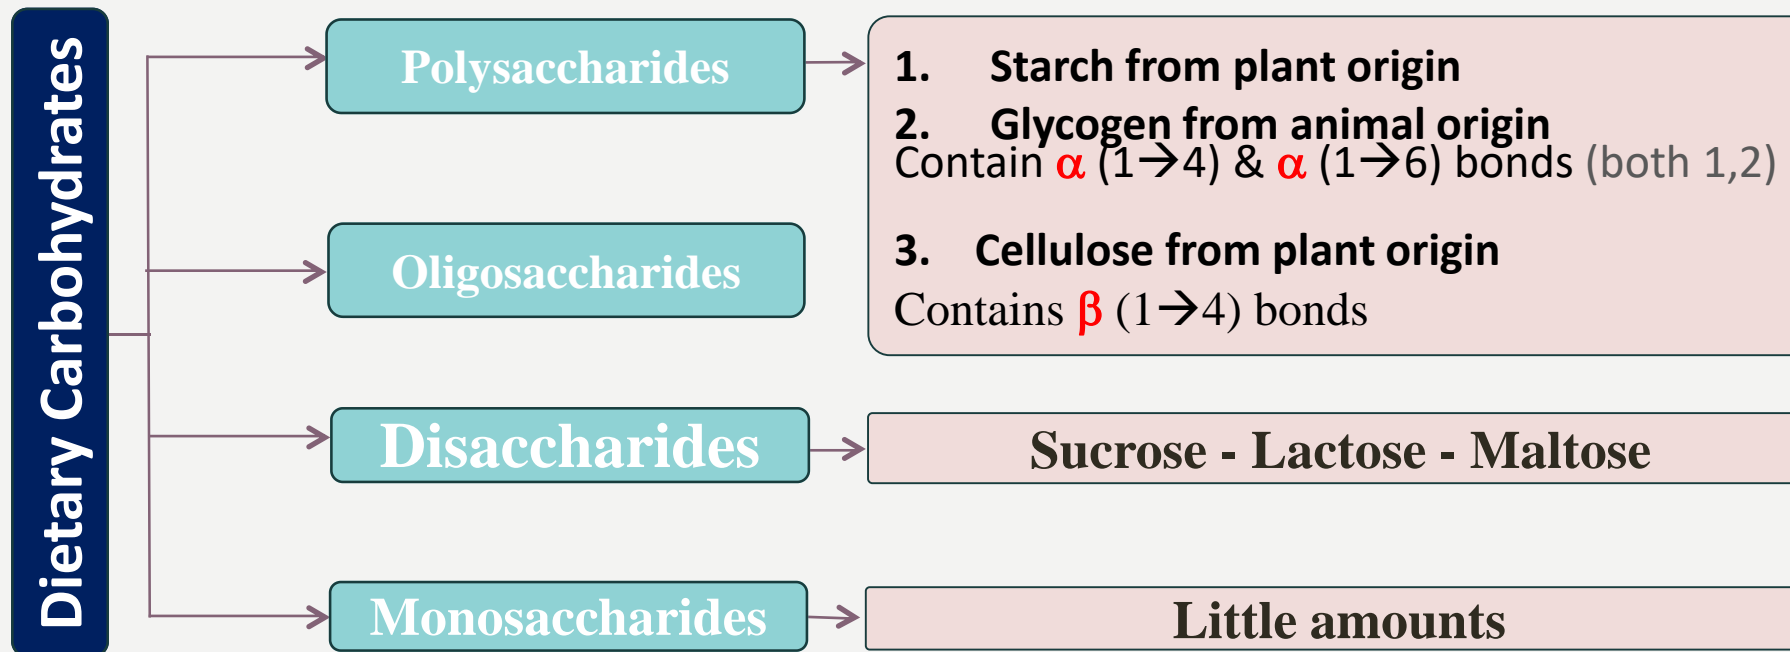 Dietary Carbohydrates
Polysaccharides
1. Starch from plant origin
2. Glycogen from animal origin
Contain α (1→4) & α (1→6) bonds (both 1,2)
3. Cellulose from plant origin
Contains β (1→4) bonds
Oligosaccharides
Disaccharides
Sucrose - Lactose - Maltose
Monosaccharides
Little amounts